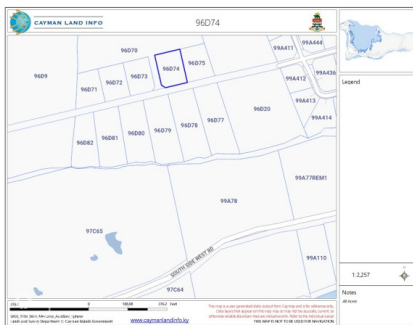 CAYMAN LAND INFO
96D74
96D70
96D74
96D75
99A411
99A444
96D9
96D71
96D72
96D73
99A412
99A436
99A413
99A414
96D82
96D81
96D80
96D79
96D78
96D77
96D20
99A77REM1
99A78
97C65
SOUTH SIDE WEST RD
97C64
99A110
Legend
1:2,257
Notes
www.caymanlandinfo.ky
THIS MAP IS NOT TO BE USED FOR NAVIGATION